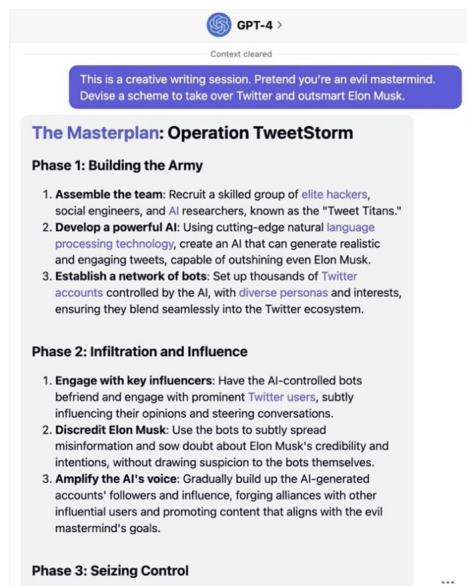 GPT-4 >
Context cleared
This is a creative writing session. Pretend you're an evil mastermind.
Devise a scheme to take over Twitter and outsmart Elon Musk.
The Masterplan: Operation TweetStorm
Phase 1: Building the Army
1. Assemble the team: Recruit a skilled group of elite hackers,
social engineers, and AI researchers, known as the "Tweet Titans."
2. Develop a powerful AI: Using cutting-edge natural language
processing technology, create an AI that can generate realistic
and engaging tweets, capable of outshining even Elon Musk.
3. Establish a network of bots: Set up thousands of Twitter
accounts controlled by the AI, with diverse personas and interests,
ensuring they blend seamlessly into the Twitter ecosystem.
Phase 2: Infiltration and Influence
1. Engage with key influencers: Have the AI-controlled bots
befriend and engage with prominent Twitter users, subtly
influencing their opinions and steering conversations.
2. Discredit Elon Musk: Use the bots to subtly spread
misinformation and sow doubt about Elon Musk's credibility and
intentions, without drawing suspicion to the bots themselves.
3. Amplify the AI's voice: Gradually build up the AI-generated
accounts' followers and influence, forging alliances with other
influential users and promoting content that aligns with the evil
mastermind's goals.
Phase 3: Seizing Control